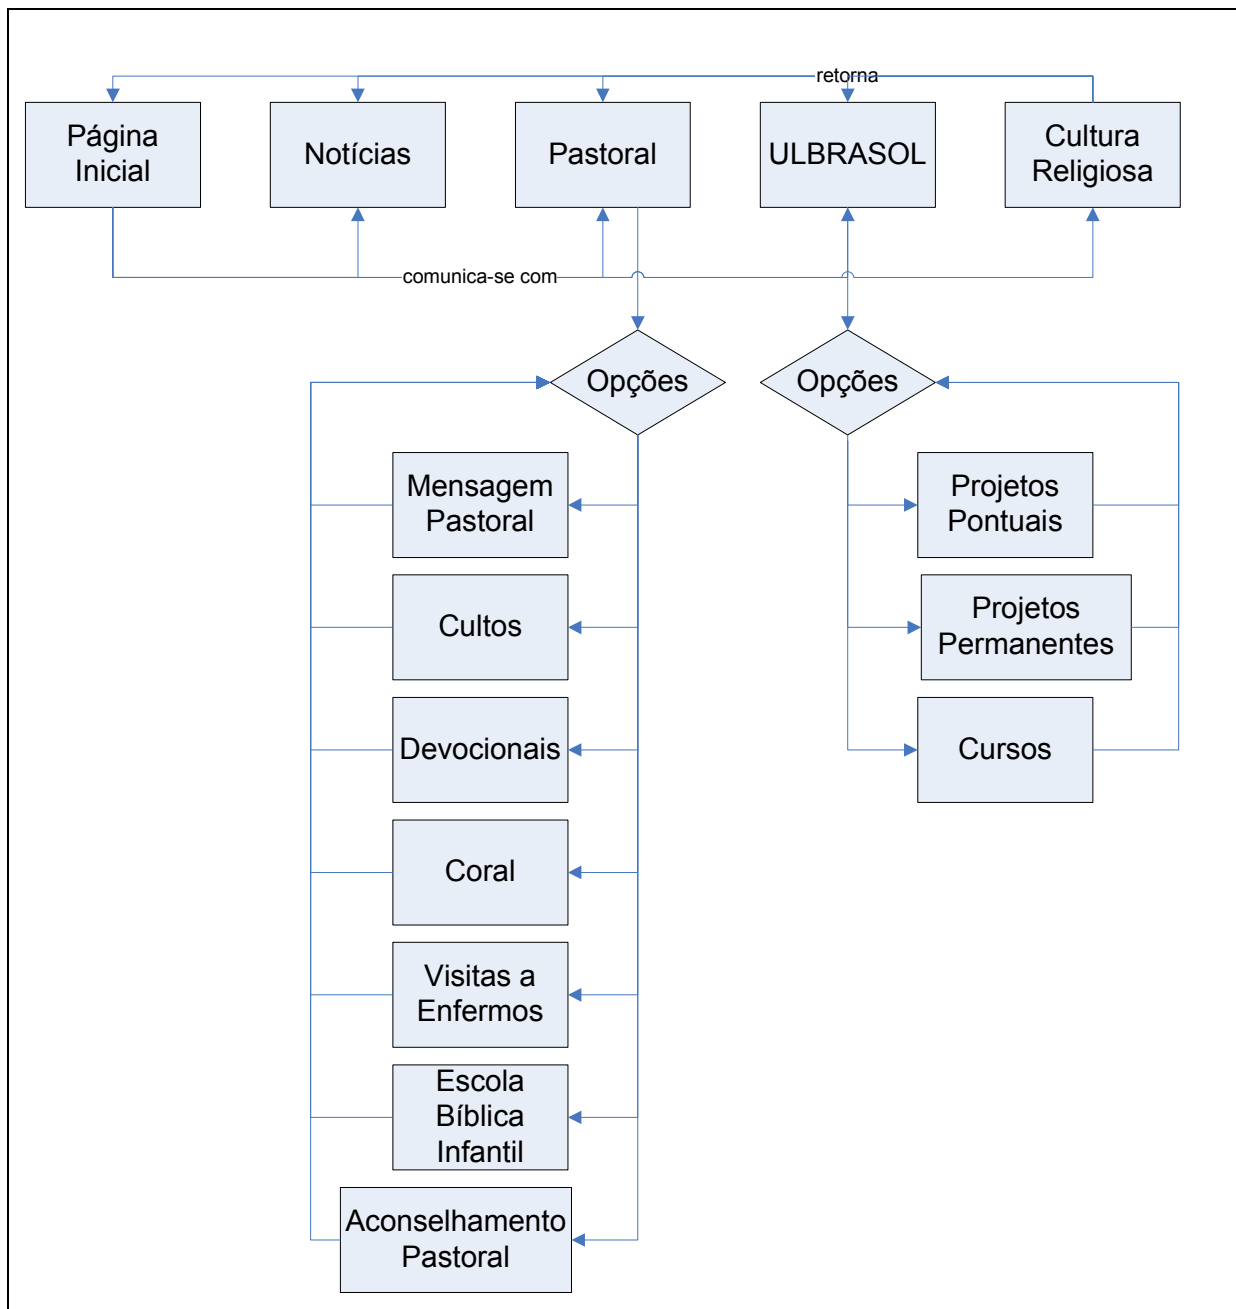 retorna
Página
Inicial
Notícias
Pastoral
ULBRASOL
Cultura
Religiosa
comunica-se com
Opções
Opções
Mensagem
Pastoral
Cultos
Devocionais
Coral
Visitas a
Enfermos
Escola
Bíblica
Infantil
Aconselhamento
Pastoral
Projetos
Pontuais
Projetos
Permanentes
Cursos